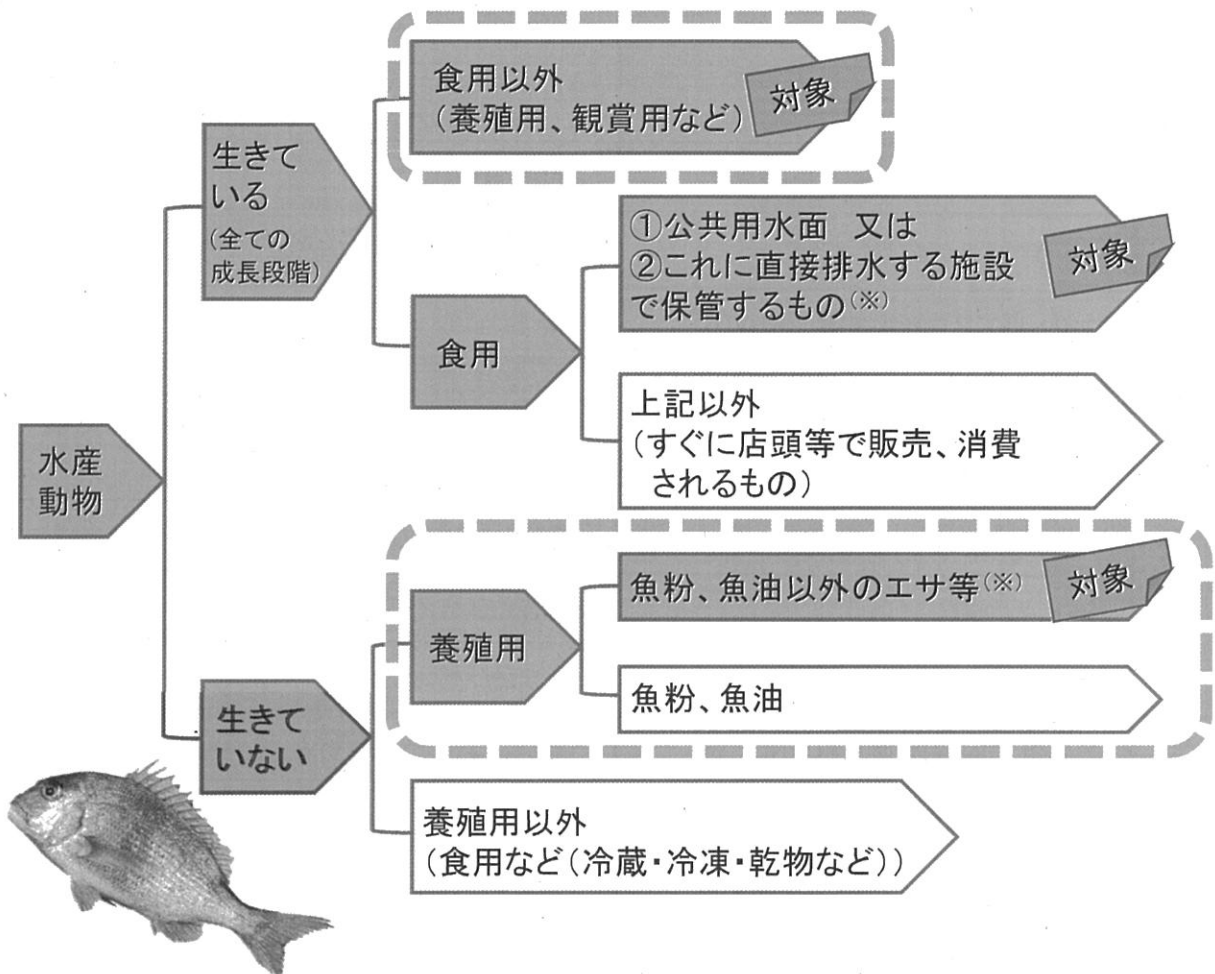 食用以外
(養殖用、観賞用など)
対象
生きて
いる
(全ての
成長段階)
①公共用水面 又は
②これに直接排水する施設
で保管するもの(※)
対象
食用
上記以外
(すぐに店頭等で販売、消費
されるもの)
水産
動物
魚粉、魚油以外のエサ等(※)
対象
養殖用
魚粉、魚油
生きて
いない
養殖用以外
(食用など(冷蔵・冷凍・乾物など))